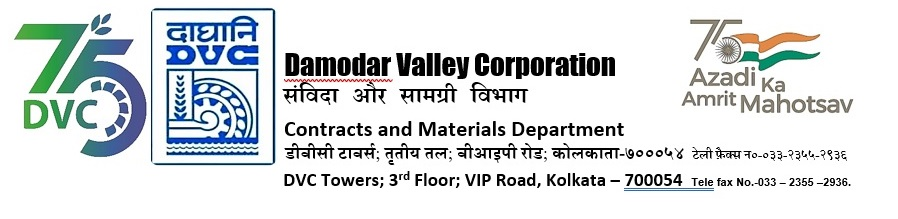 75
DVC
दाघानि
DVC
Damodar Valley Corporation
संविदा और सामग्री विभाग
Contracts and Materials Department
डीबीसी टाबर्स; तृतीय तल; बीआइपी रोड; कोलकाता-७०००५४ टेली फ़ैक्स न०-०३३-२३५५-२९३६
DVC Towers; 3rd Floor; VIP Road, Kolkata – 700054 Tele fax No.-033 – 2355 –2936.
75
Azadi Ka
Amrit Mahotsav